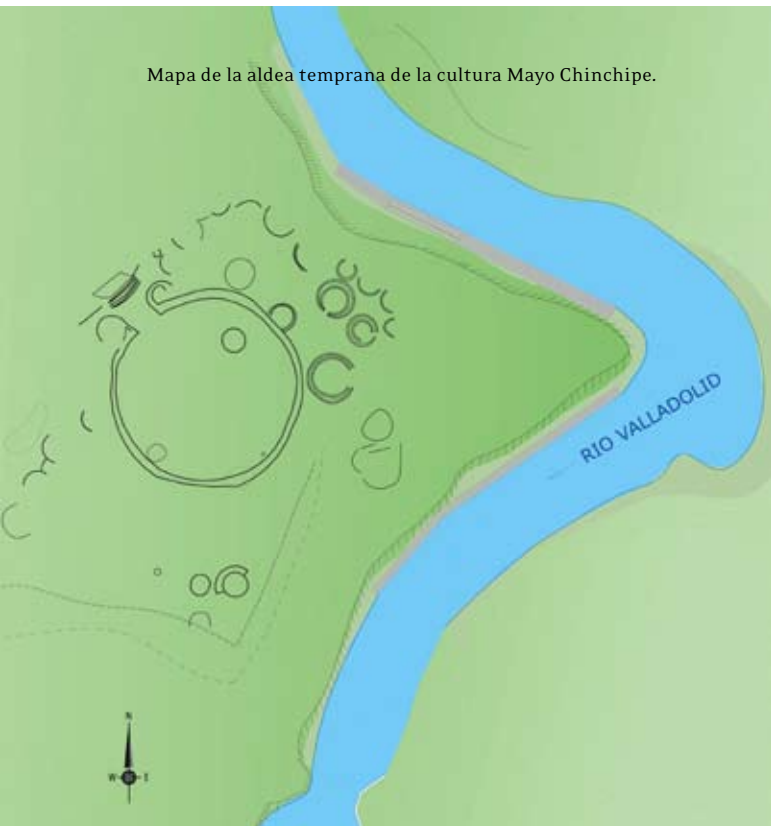 Mapa de la aldea temprana de la cultura Mayo Chinchipe.
RIO VALLADOLID
N
W E